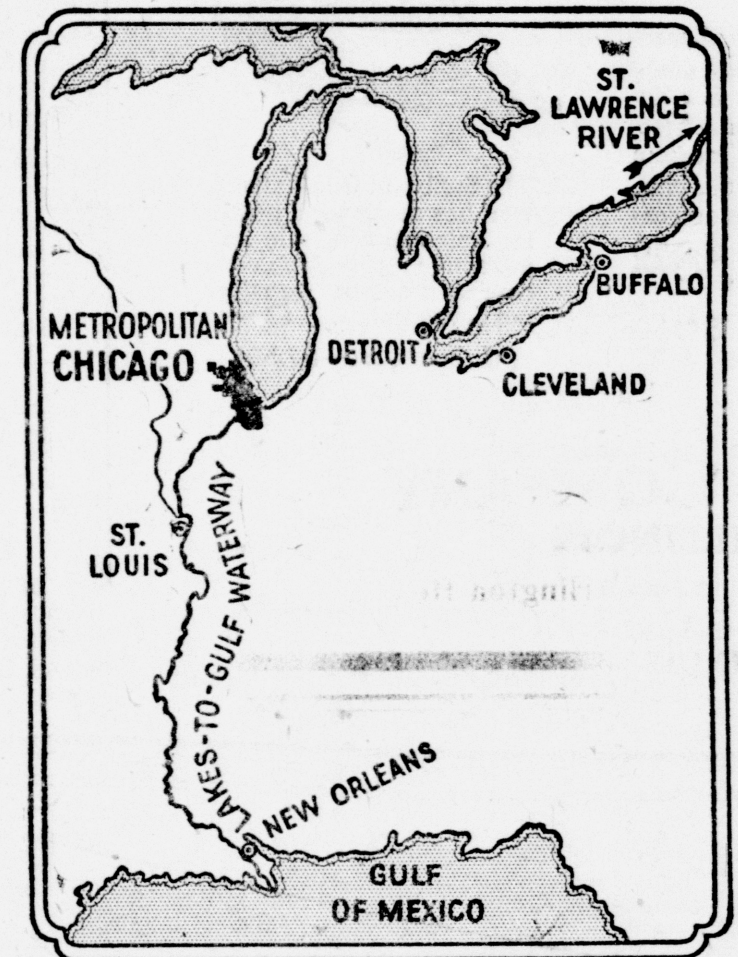 ST.
LAWRENCE
RIVER
BUFFALO
METROPOLITAN
CHICAGO
DETROIT
CLEVELAND
ST.
LOUIS
LAKES-TO-GULF WATERWAY
NEW ORLEANS
GULF
OF MEXICO